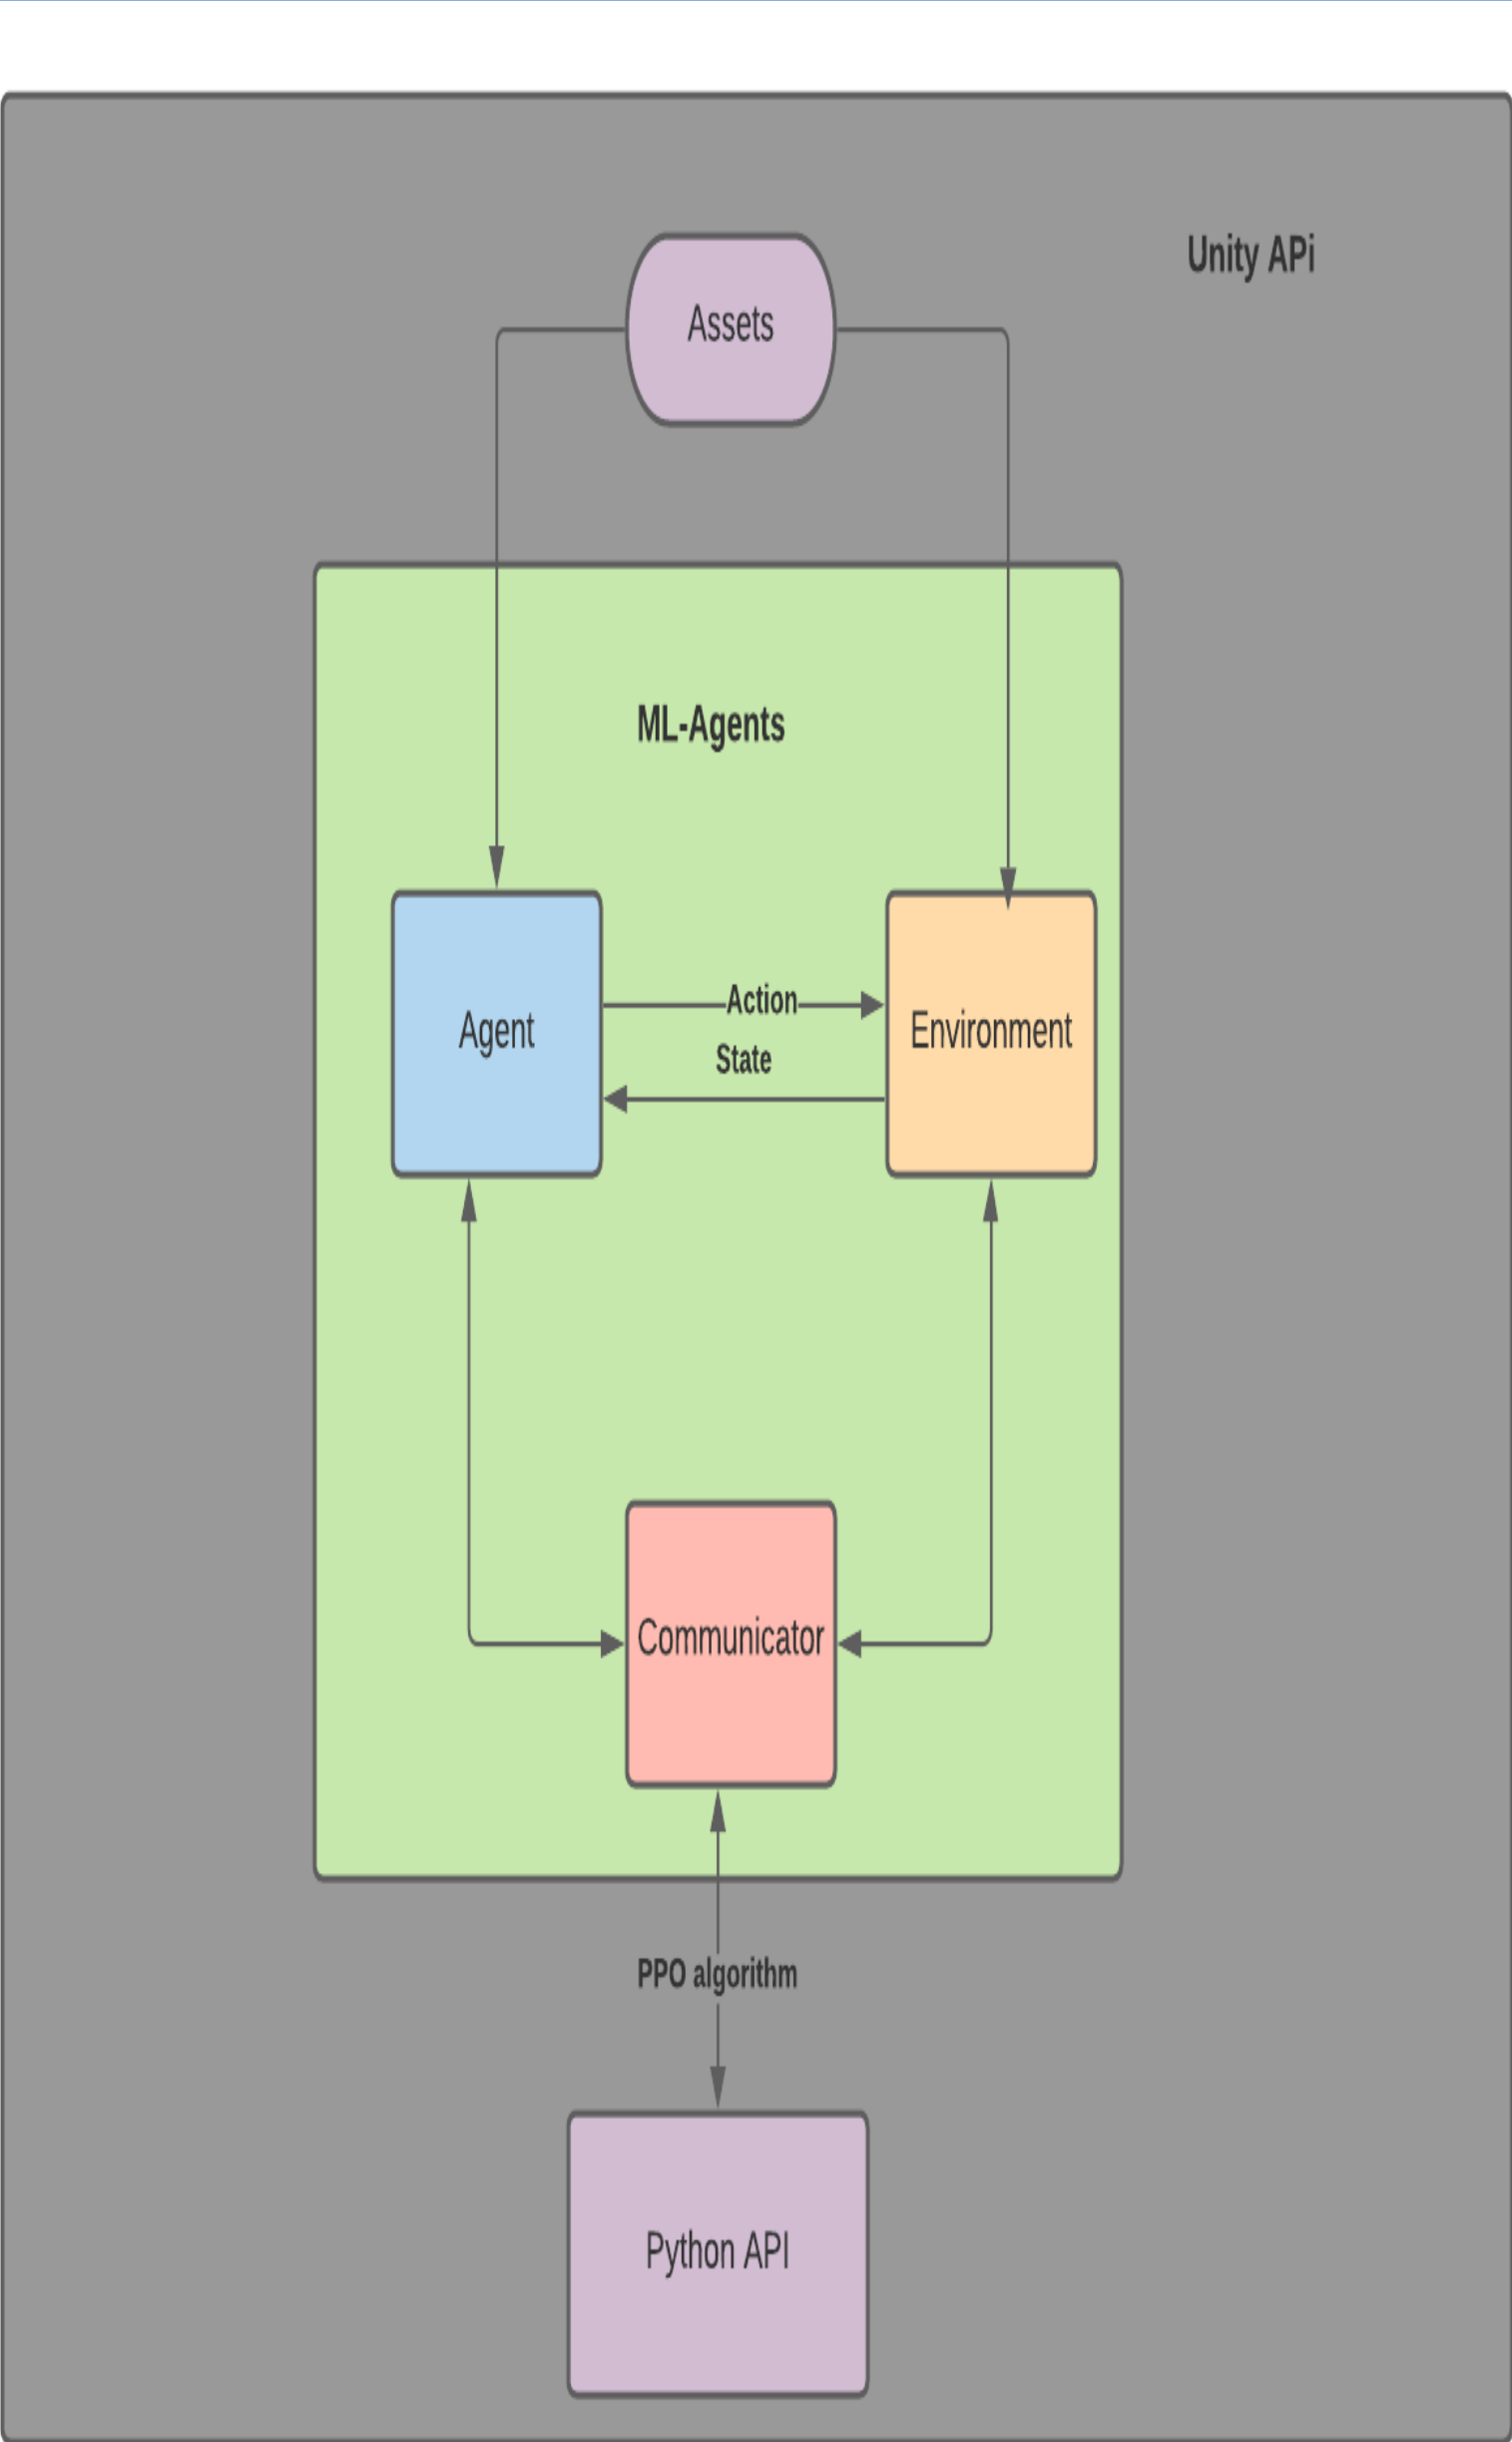 Unity APi
Assets
ML-Agents
Agent
Action
State
Environment
Communicator
PPO algorithm
Python API